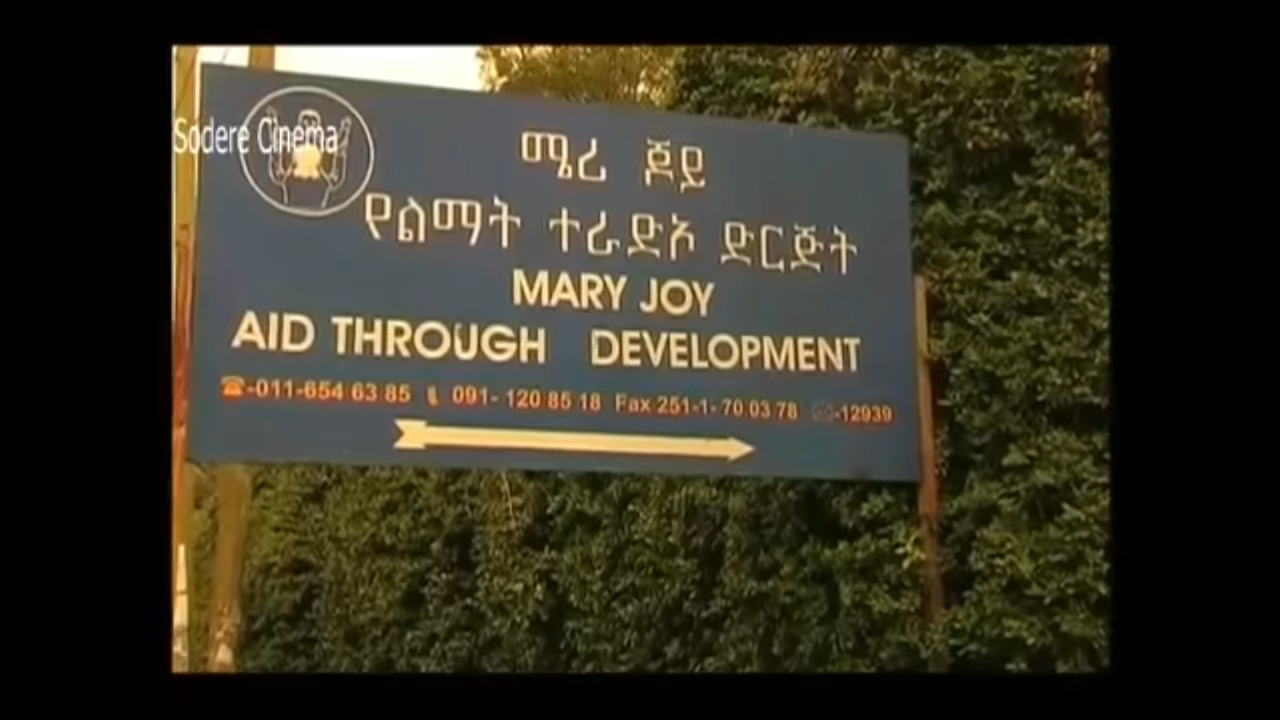 Sodere Cinema
ሜሪ ጆይ
የልማት ተራድኦ ድርጅት
MARY JOY
AID THROUGH DEVELOPMENT
☎-011-654 63 85 091- 120 85 18 Fax 251-1- 70 03 78 ✉-12939